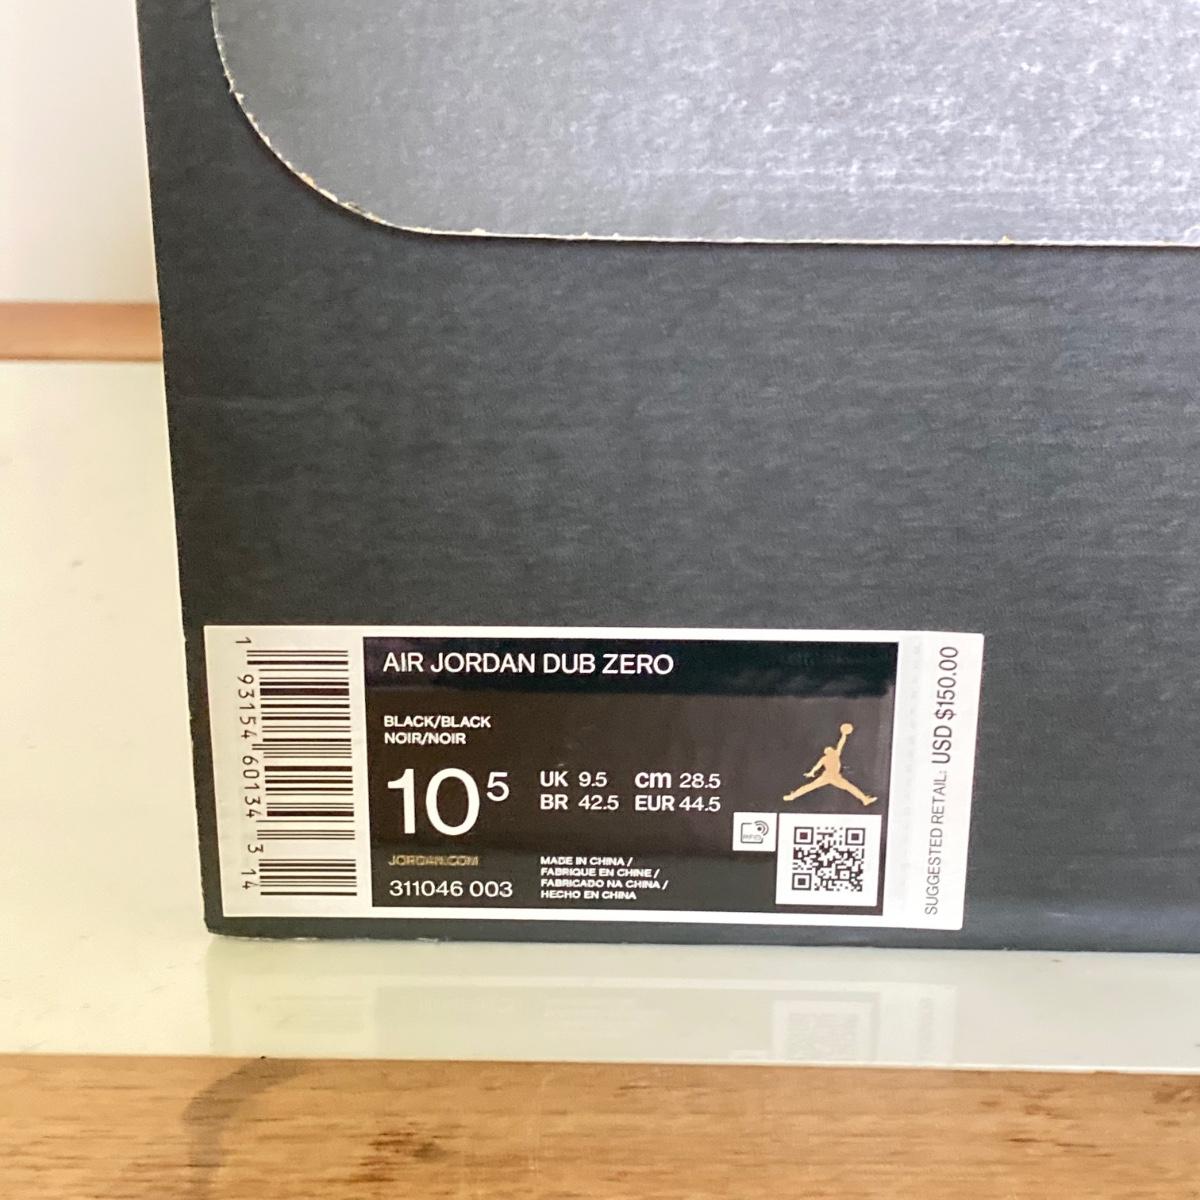 AIR JORDAN DUB ZERO
BLACK/BLACK
NOIR/NOIR
10 5
UK 9.5 cm 28.5
BR 42.5 EUR 44.5
JORDAN.COM
311046 003
MADE IN CHINA /
FABRIQUE EN CHINE /
FABRICADO NA CHINA /
HECHO EN CHINA
RFID
1 93154 60134 3 14
SUGGESTED RETAIL: USD $150.00